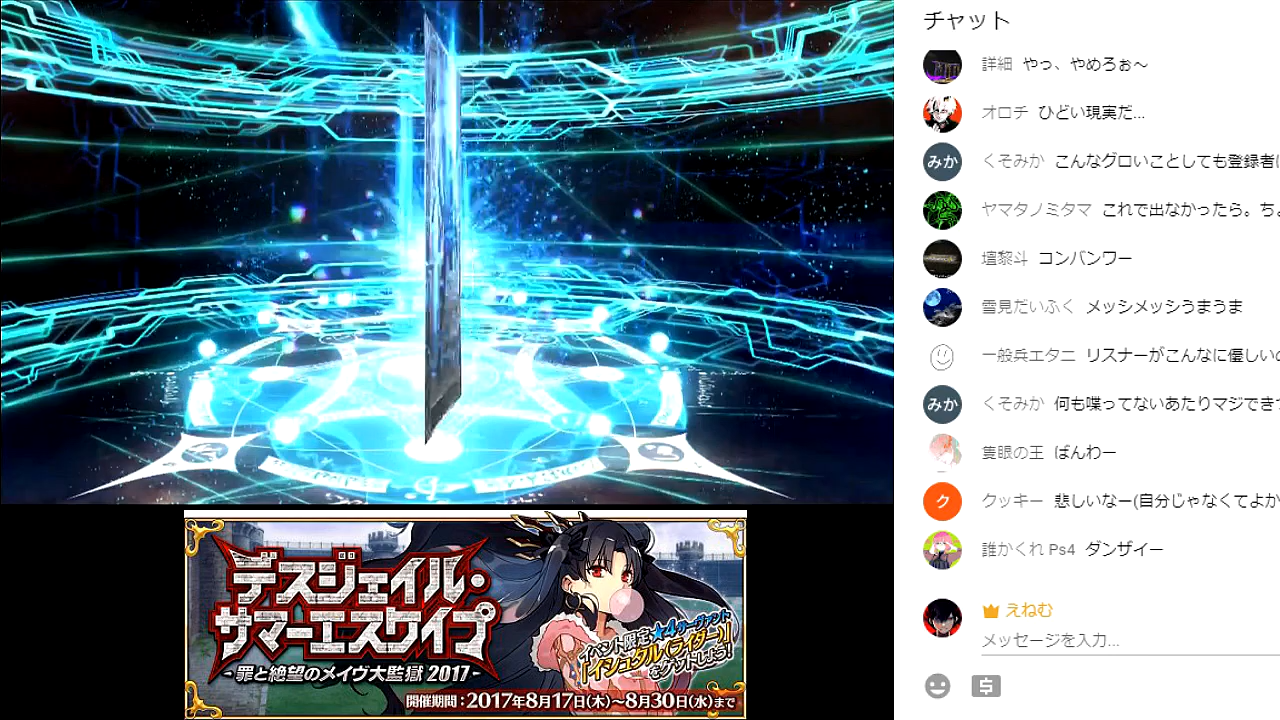 チャット
詳細 やっ、やめろぉ～
オロチ ひどい現実だ...
みか くそみか こんなグロいことしても登録者に
ヤマタノミタマ これで出なかったら。ちょ
壇黎斗 コンバンワー
雪見だいふく メッシメッシうまうま
一般兵エタニ リスナーがこんなに優しいの
みか くそみか 何も喋ってないあたりマジできつ
隻眼の王 ばんわー
ク クッキー 悲しいなー(自分じゃなくてよか
誰かくれ Ps4 ダンザイー
えねむ
メッセージを入力...
デスジェイル・
サマーエスケイプ
-罪と絶望のメイヴ大監獄 2017-
イベント限定★4サーヴァント
「イシュタル(ライダー)」
をゲットしよう!
開催期間：2017年8月17日(木)～8月30日(水)まで